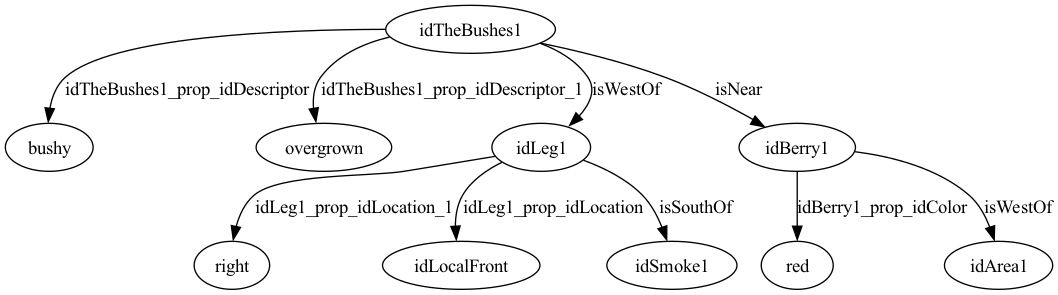 idTheBushes1
idTheBushes1_prop_idDescriptor
idTheBushes1_prop_idDescriptor_1
isWestOf
isNear
bushy
overgrown
idLeg1
idBerry1
idLeg1_prop_idLocation_1
idLeg1_prop_idLocation
isSouthOf
idBerry1_prop_idColor
isWestOf
right
idLocalFront
idSmoke1
red
idArea1